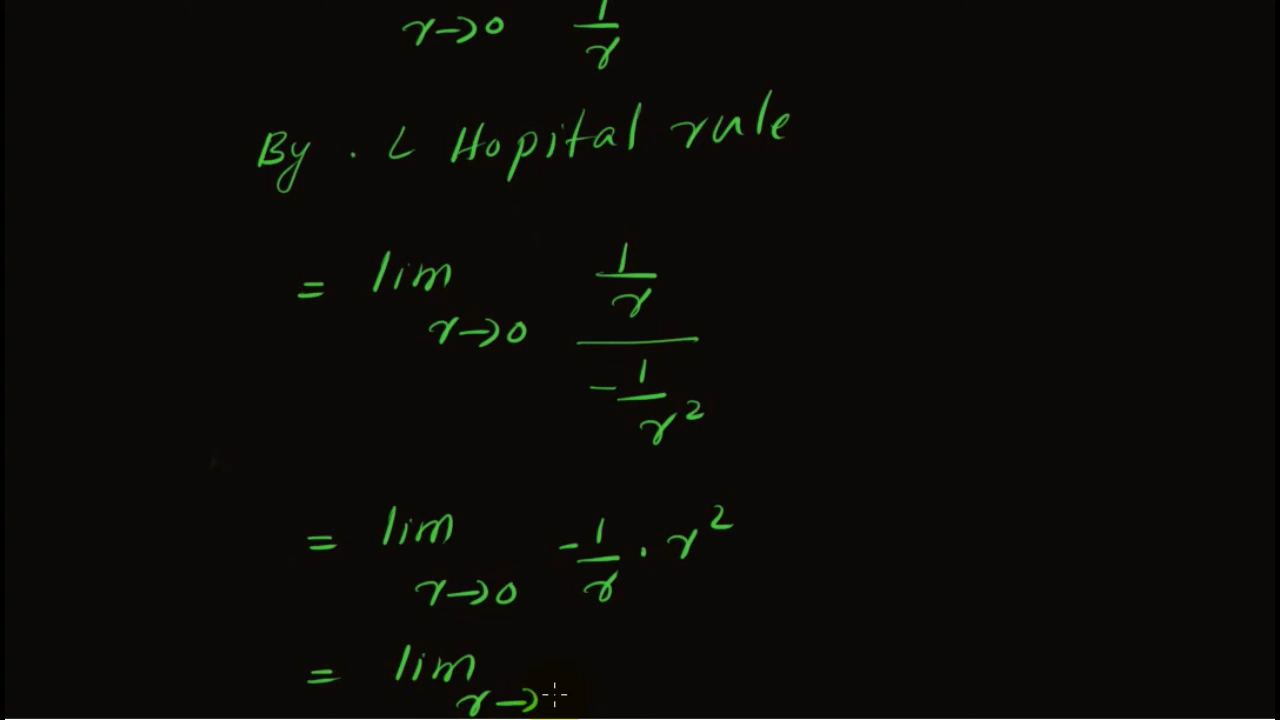 r→0 1/r
By . L Hopital rule
= lim r→0 (1/r)/(-1/r²)
= lim r→0 -1/r . r²
= lim r→